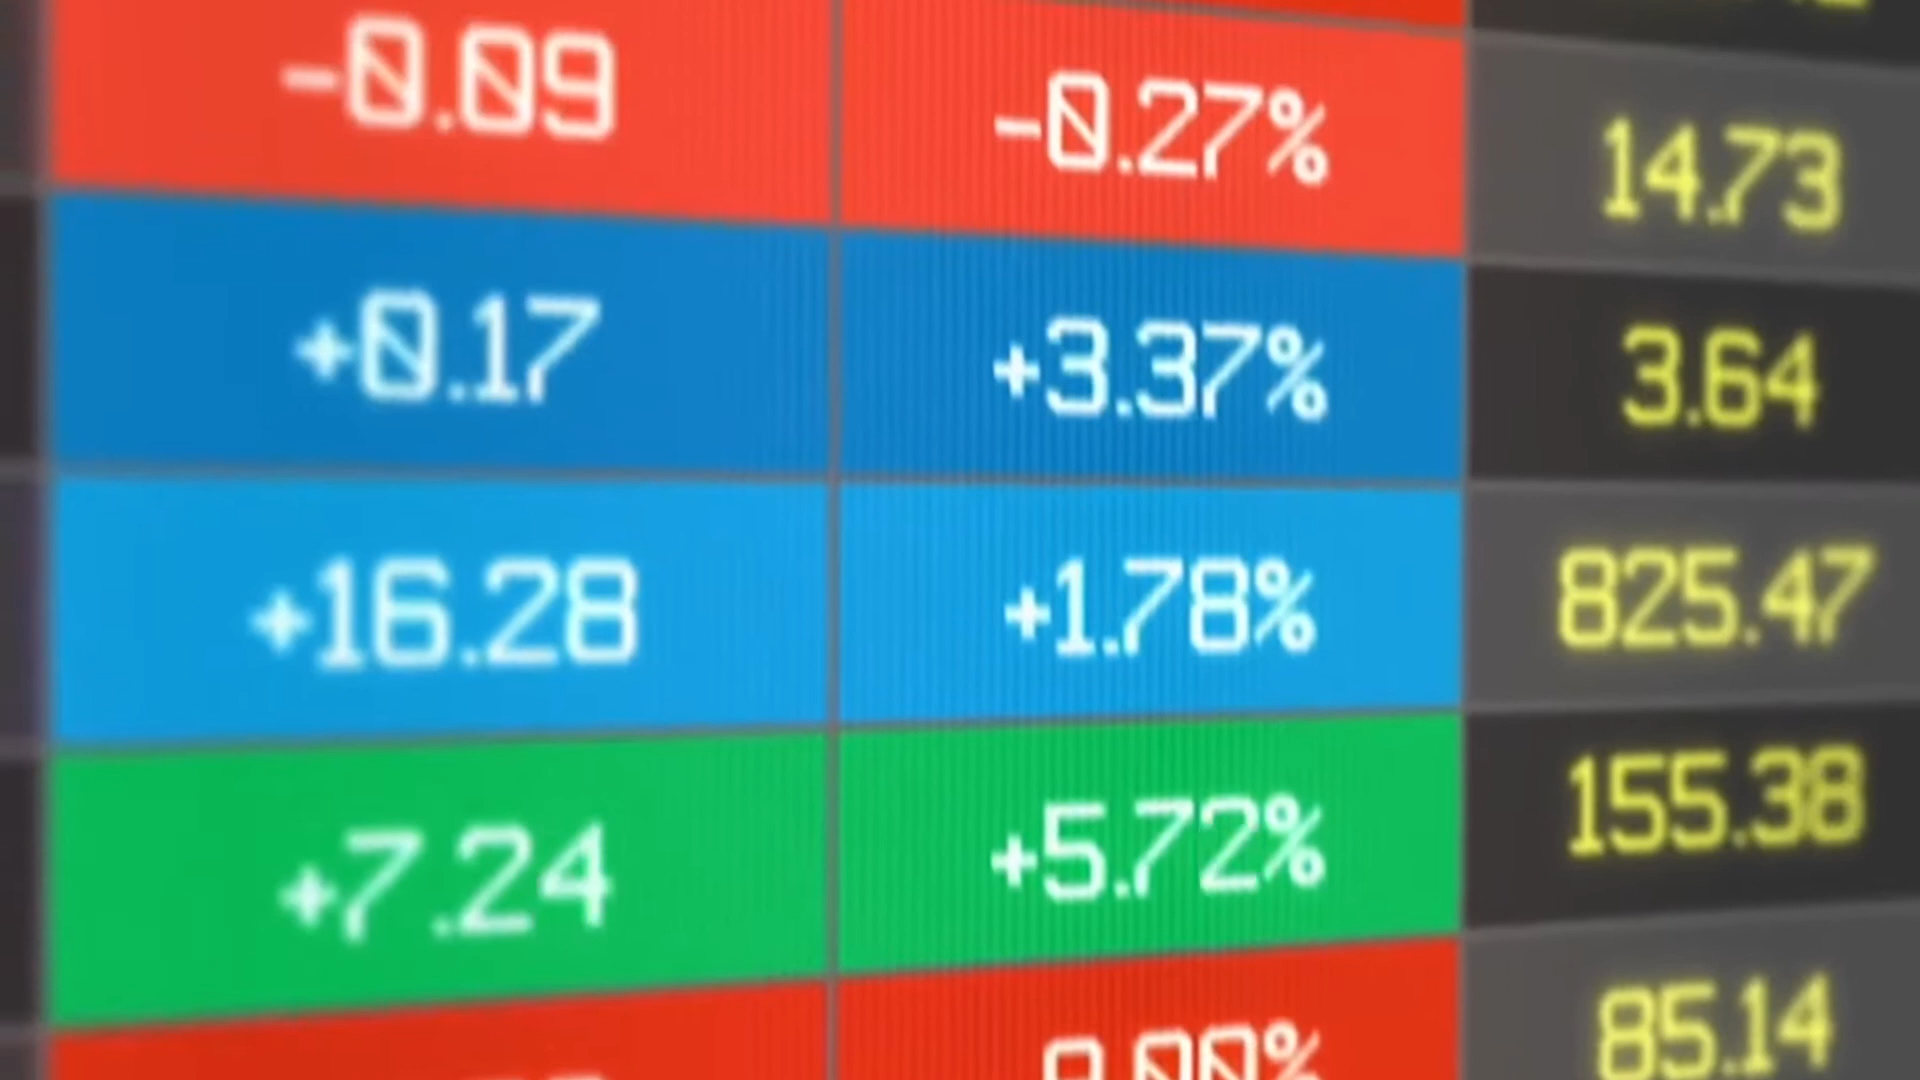 -0.09 -0.27% 14.73
+0.17 +3.37% 3.64
+16.28 +1.78% 825.47
+7.24 +5.72% 155.38
85.14